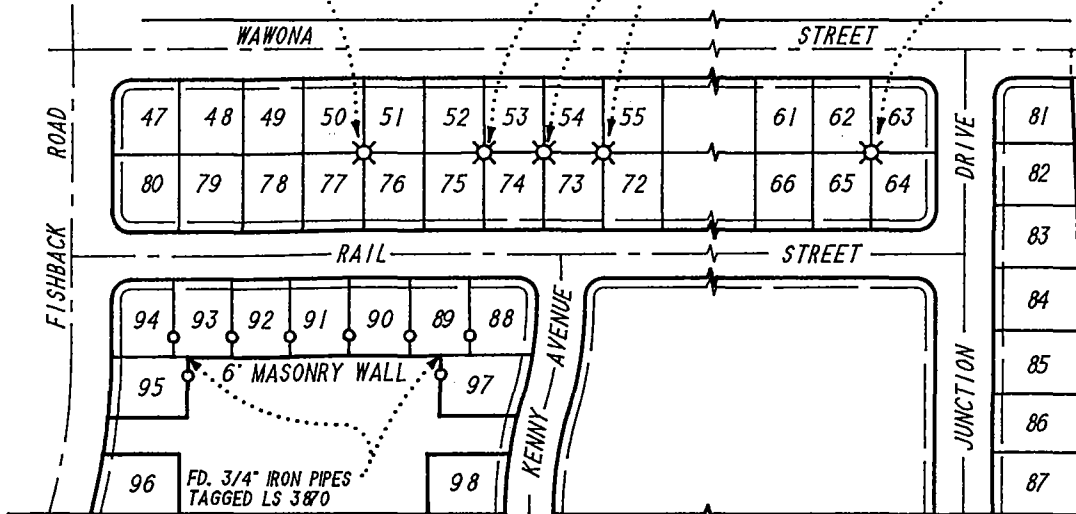 WAWONA STREET
47 48 49 50 51 52 53 54 55 61 62 63 81
80 79 78 77 76 75 74 73 72 66 65 64 82
FISHBACK ROAD
JUNCTION DRIVE
RAIL STREET
83
94 93 92 91 90 89 88 84
KENNY AVENUE
95 6" MASONRY WALL 97 85
86
96 FD. 3/4" IRON PIPES 98 87
TAGGED LS 3870